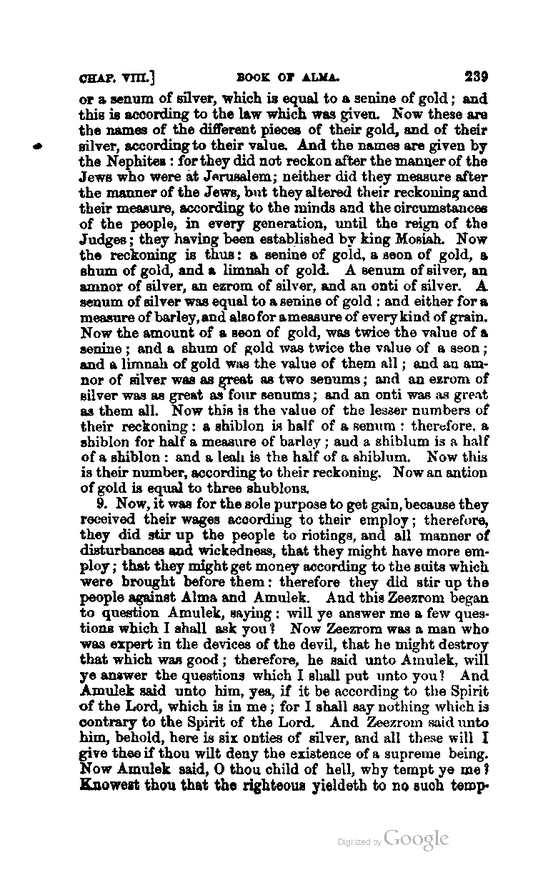 CHAP. VIII.] BOOK OF ALMA. 239
or a senum of silver, which is equal to a senine of gold; and
this is according to the law which was given. Now these are
the names of the different pieces of their gold, and of their
silver, according to their value. And the names are given by
the Nephites: for they did not reckon after the manner of the
Jews who were at Jerusalem; neither did they measure after
the manner of the Jews, but they altered their reckoning and
their measure, according to the minds and the circumstances
of the people, in every generation, until the reign of the
Judges; they having been established by king Mosiah. Now
the reckoning is thus: a senine of gold, a seon of gold, a
shum of gold, and a limnah of gold. A senum of silver, an
amnor of silver, an ezrom of silver, and an onti of silver. A
senum of silver was equal to a senine of gold: and either for a
measure of barley, and also for a measure of every kind of grain.
Now the amount of a seon of gold, was twice the value of a
senine; and a shum of gold was twice the value of a seon;
and a limnah of gold was the value of them all; and an am-
nor of silver was as great as two senums; and an ezrom of
silver was as great as four senums; and an onti was as great
as them all. Now this is the value of the lesser numbers of
their reckoning: a shiblon is half of a senum: therefore, a
shiblon for half a measure of barley; and a shiblum is a half
of a shiblon: and a leah is the half of a shiblum. Now this
is their number, according to their reckoning. Now an antion
of gold is equal to three shublons.
9. Now, it was for the sole purpose to get gain, because they
received their wages according to their employ; therefore,
they did stir up the people to riotings, and all manner of
disturbances and wickedness, that they might have more em-
ploy; that they might get money according to the suits which
were brought before them: therefore they did stir up the
people against Alma and Amulek. And this Zeezrom began
to question Amulek, saying: will ye answer me a few ques-
tions which I shall ask you? Now Zeezrom was a man who
was expert in the devices of the devil, that he might destroy
that which was good; therefore, he said unto Amulek, will
ye answer the questions which I shall put unto you? And
Amulek said unto him, yea, if it be according to the Spirit
of the Lord, which is in me; for I shall say nothing which is
contrary to the Spirit of the Lord. And Zeezrom said unto
him, behold, here is six onties of silver, and all these will I
give thee if thou wilt deny the existence of a supreme being.
Now Amulek said, O thou child of hell, why tempt ye me?
Knowest thou that the righteous yieldeth to no such temp-
Digitized by Google